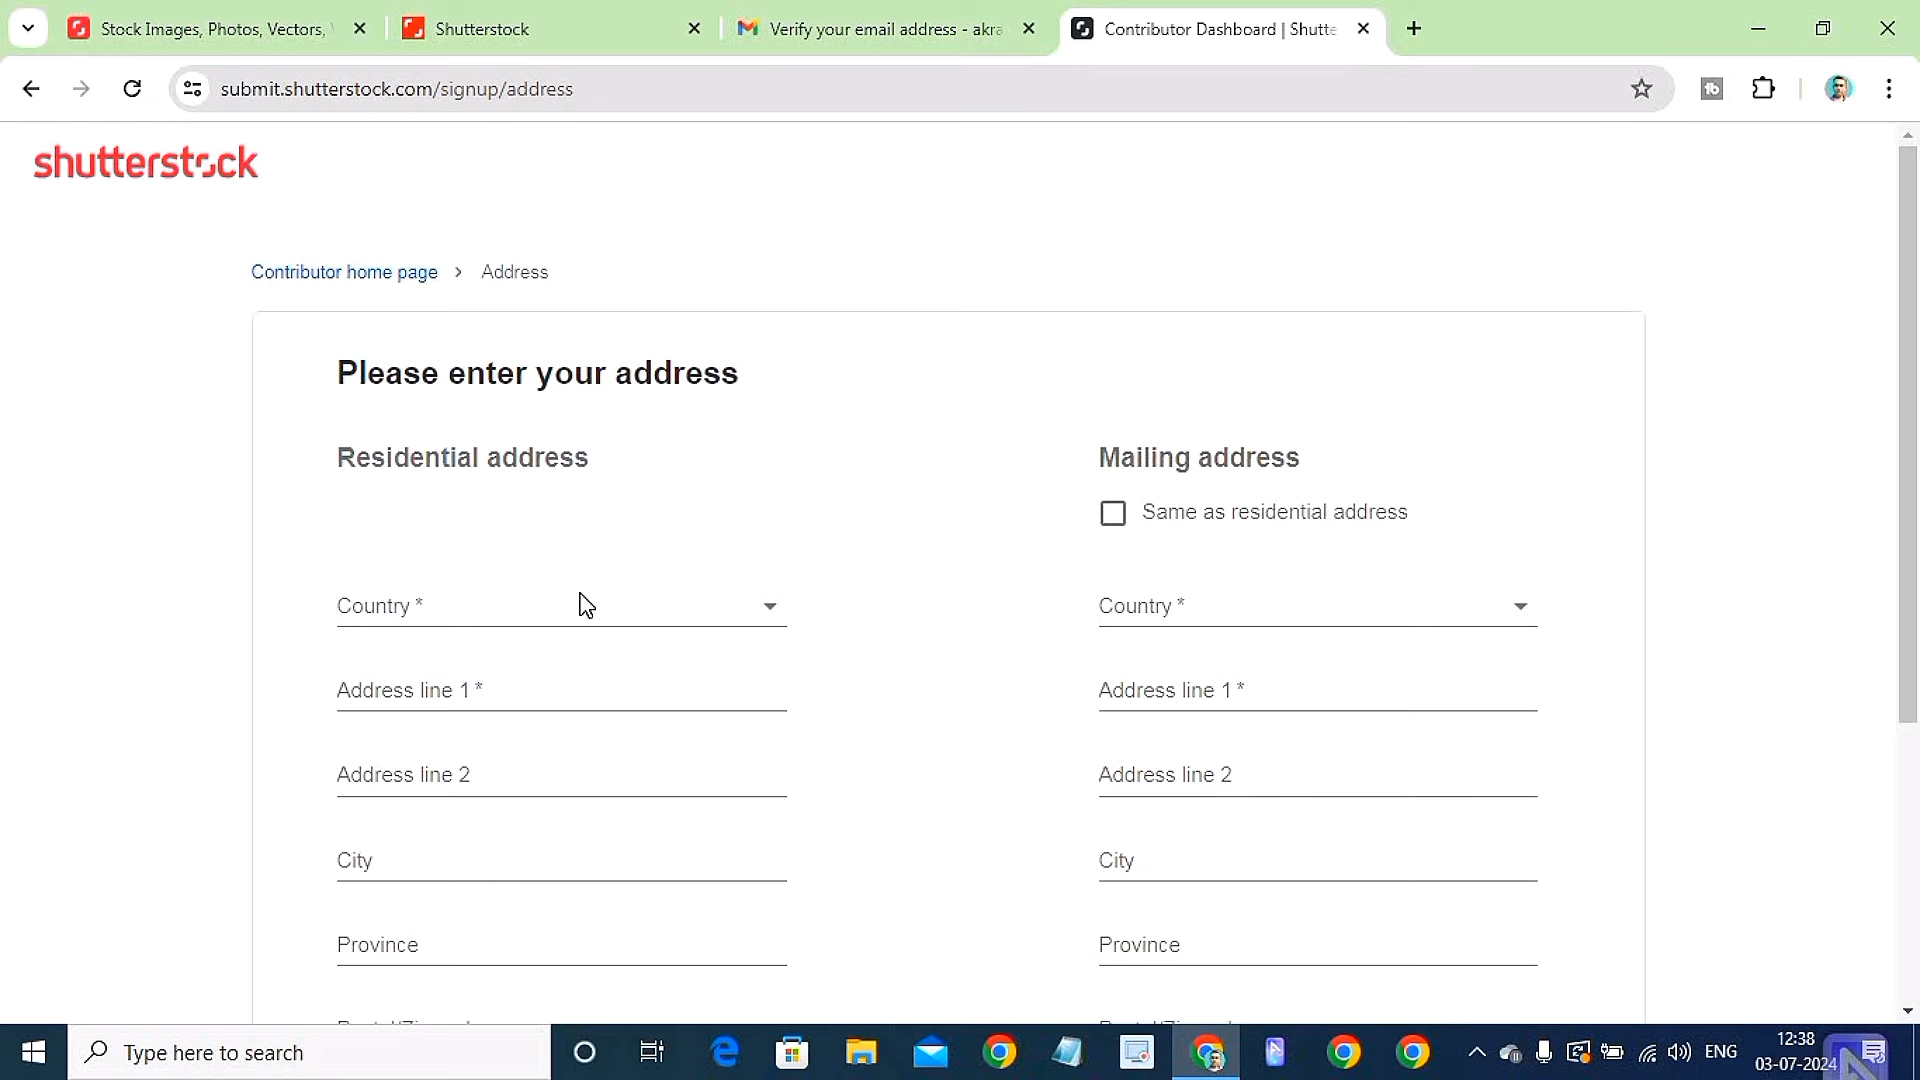 Stock Images, Photos, Vectors,
Shutterstock
Verify your email address - akra
Contributor Dashboard | Shutte
submit.shutterstock.com/signup/address
shutterstock
Contributor home page > Address
Please enter your address
Residential address
Mailing address
Same as residential address
Country *
Country *
Address line 1 *
Address line 1 *
Address line 2
Address line 2
City
City
Province
Province
Type here to search
ENG
12:38
03-07-2024